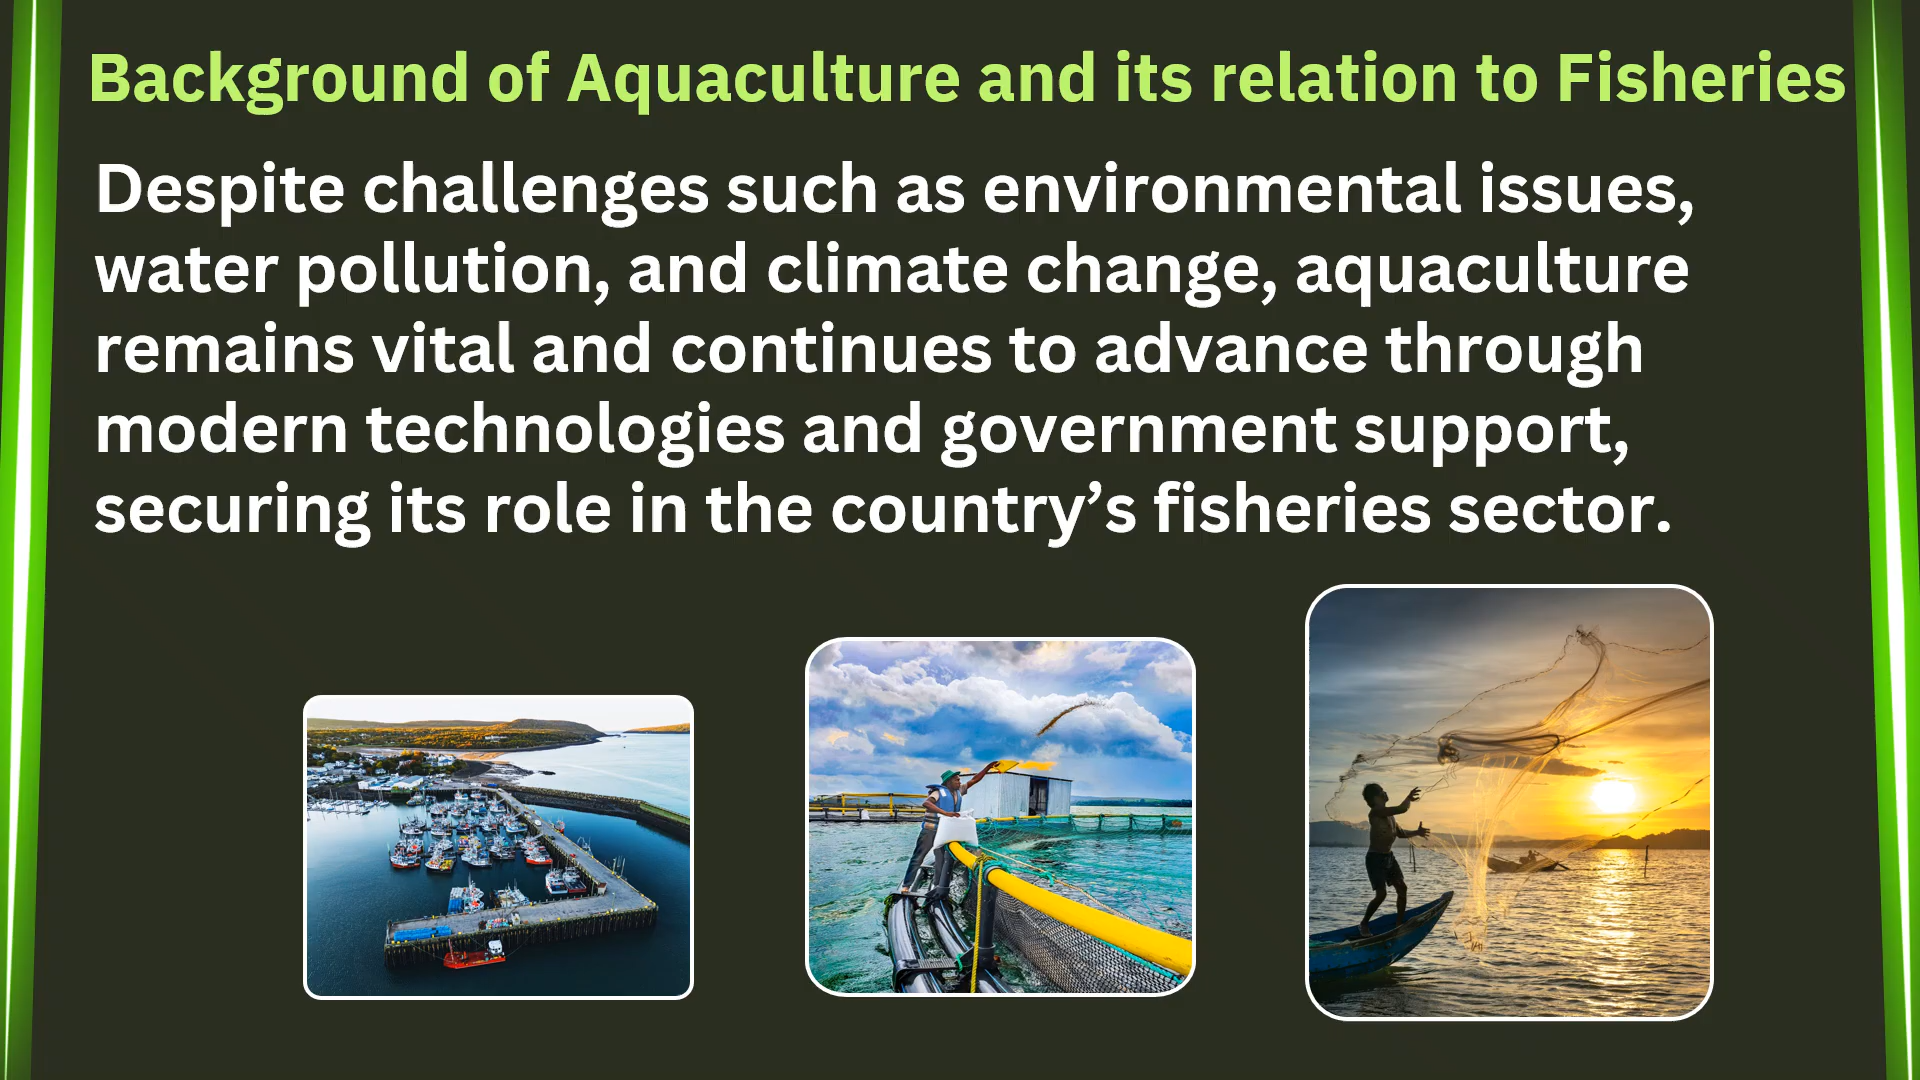 Background of Aquaculture and its relation to Fisheries
Despite challenges such as environmental issues,
water pollution, and climate change, aquaculture
remains vital and continues to advance through
modern technologies and government support,
securing its role in the country’s fisheries sector.